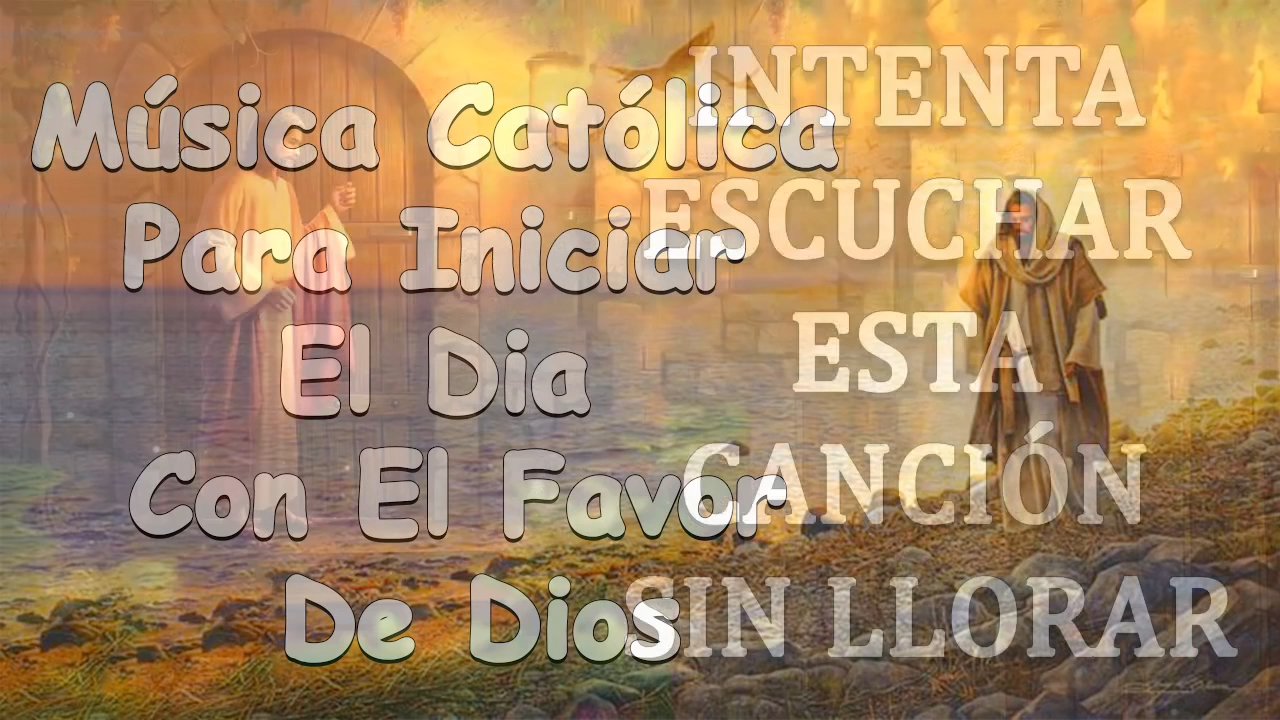 Música Católica
Para Iniciar
El Dia
Con El Favor
De Dios
INTENTA
ESCUCHAR
ESTA
CANCIÓN
SIN LLORAR